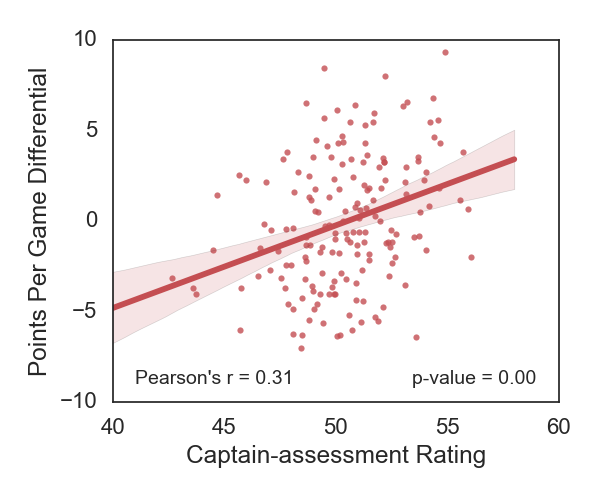 10
5
0
−5
−10
Points Per Game Differential
Pearson's r = 0.31
p-value = 0.00
40
45
50
55
60
Captain-assessment Rating